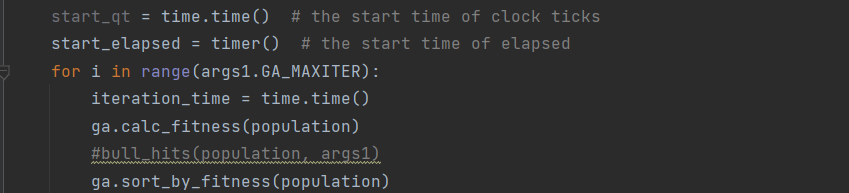 start_qt = time.time()  # the start time of clock ticks
start_elapsed = timer()  # the start time of elapsed
for i in range(args1.GA_MAXITER):
    iteration_time = time.time()
    ga.calc_fitness(population)
    #bull_hits(population, args1)
    ga.sort_by_fitness(population)